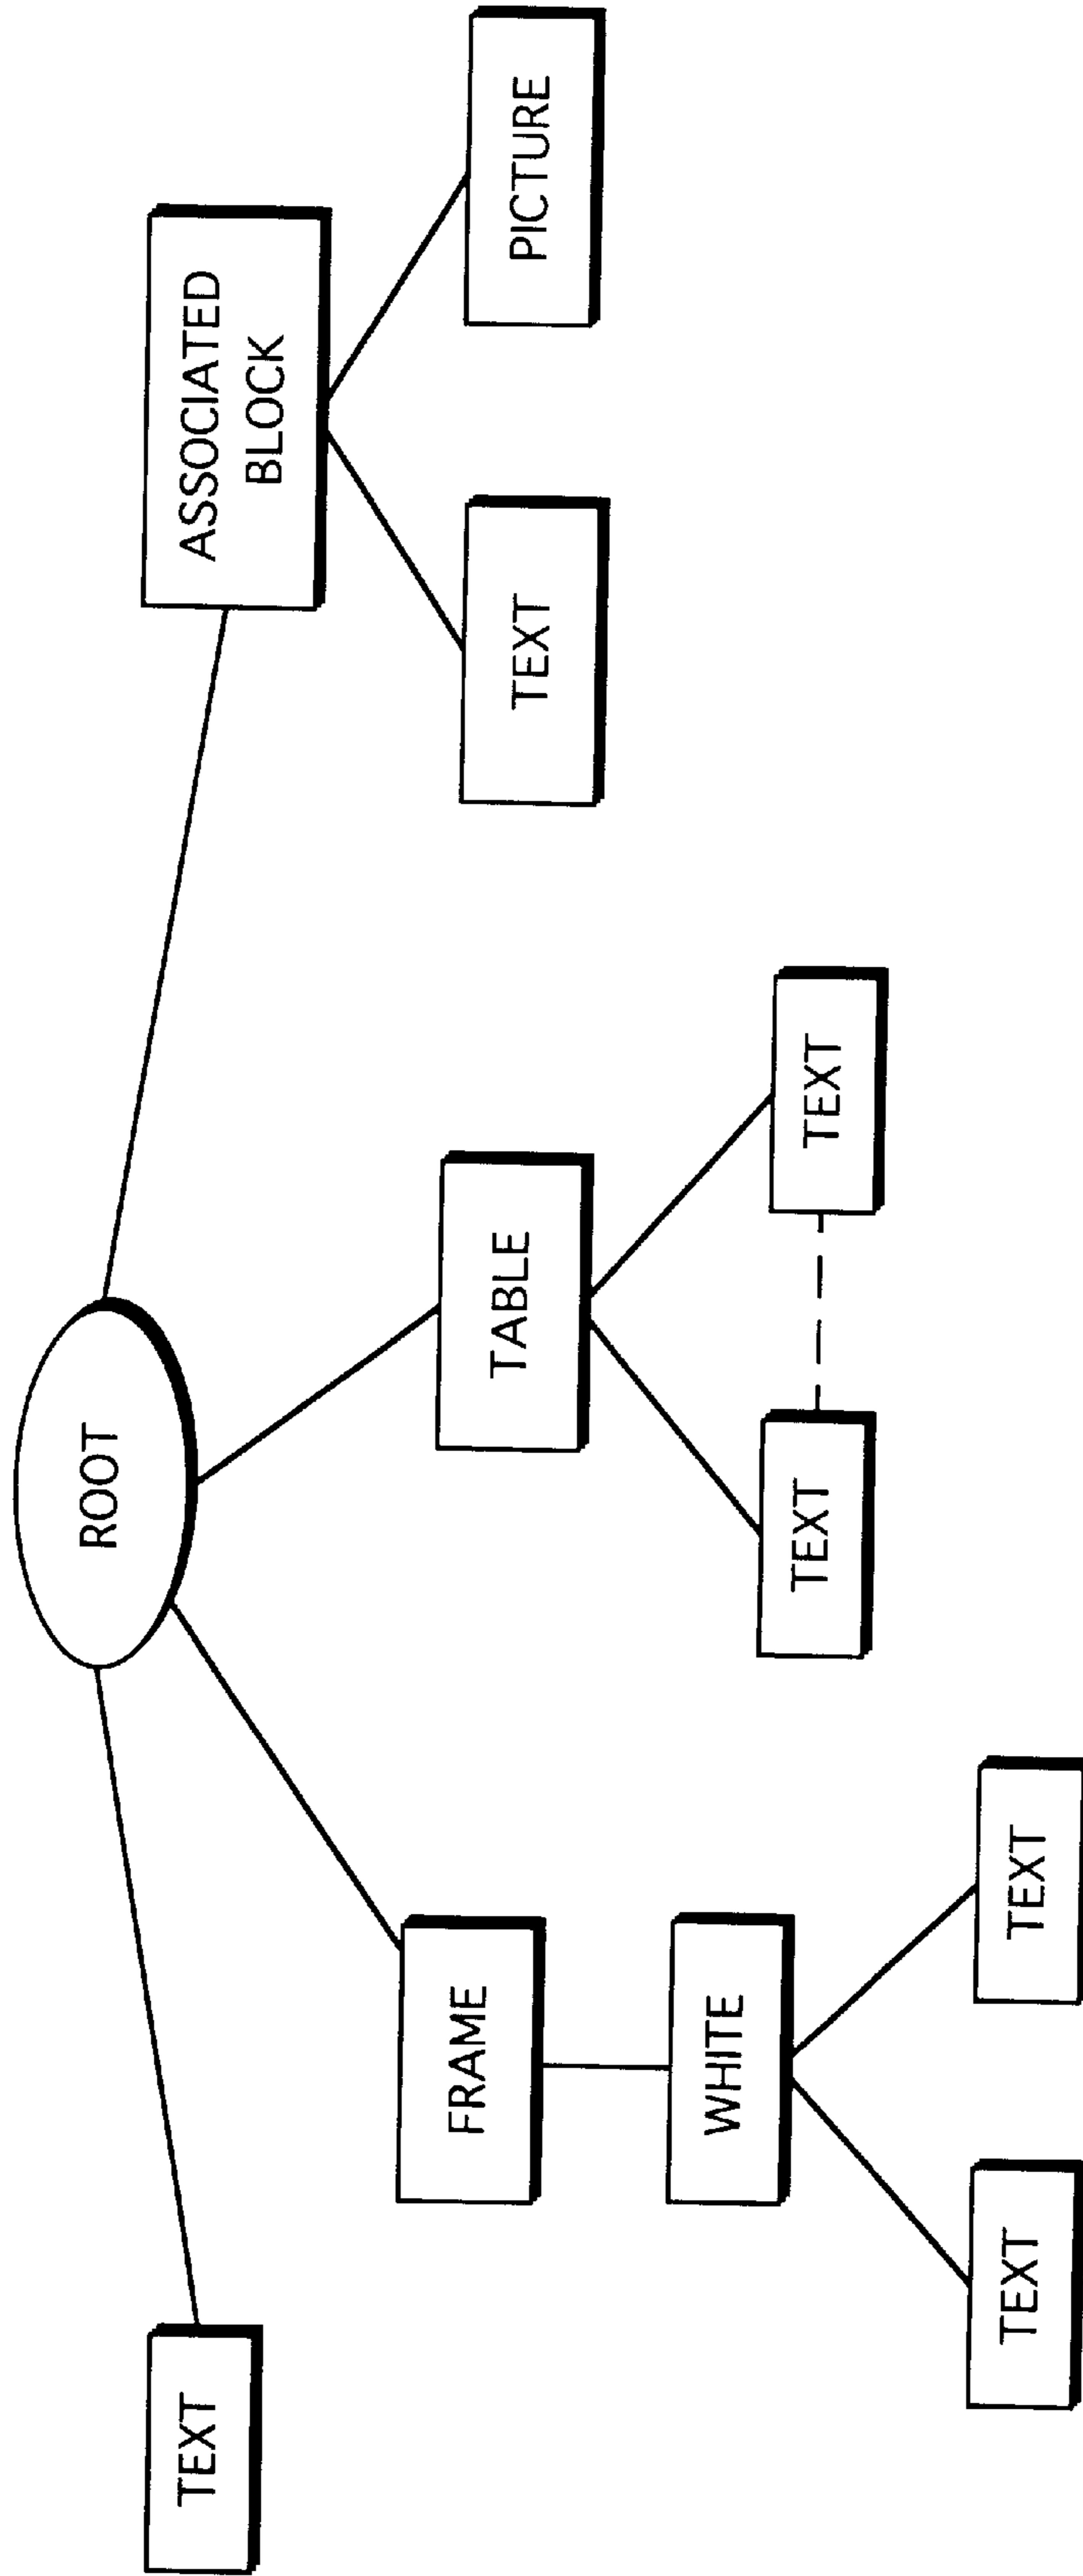 ROOT
TEXT
ASSOCIATED
BLOCK
FRAME
TABLE
TEXT
PICTURE
WHITE
TEXT
TEXT
TEXT
TEXT